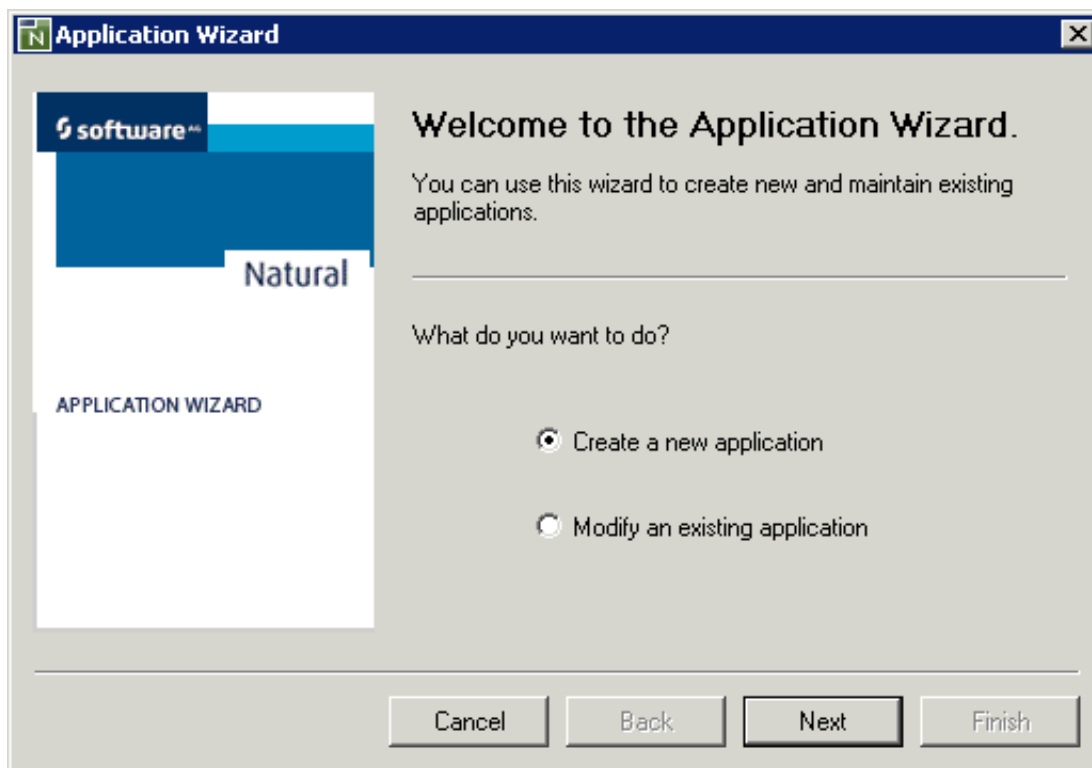 Application Wizard
software AG
Natural
APPLICATION WIZARD
Welcome to the Application Wizard.
You can use this wizard to create new and maintain existing
applications.
What do you want to do?
Create a new application
Modify an existing application
Cancel
Back
Next
Finish